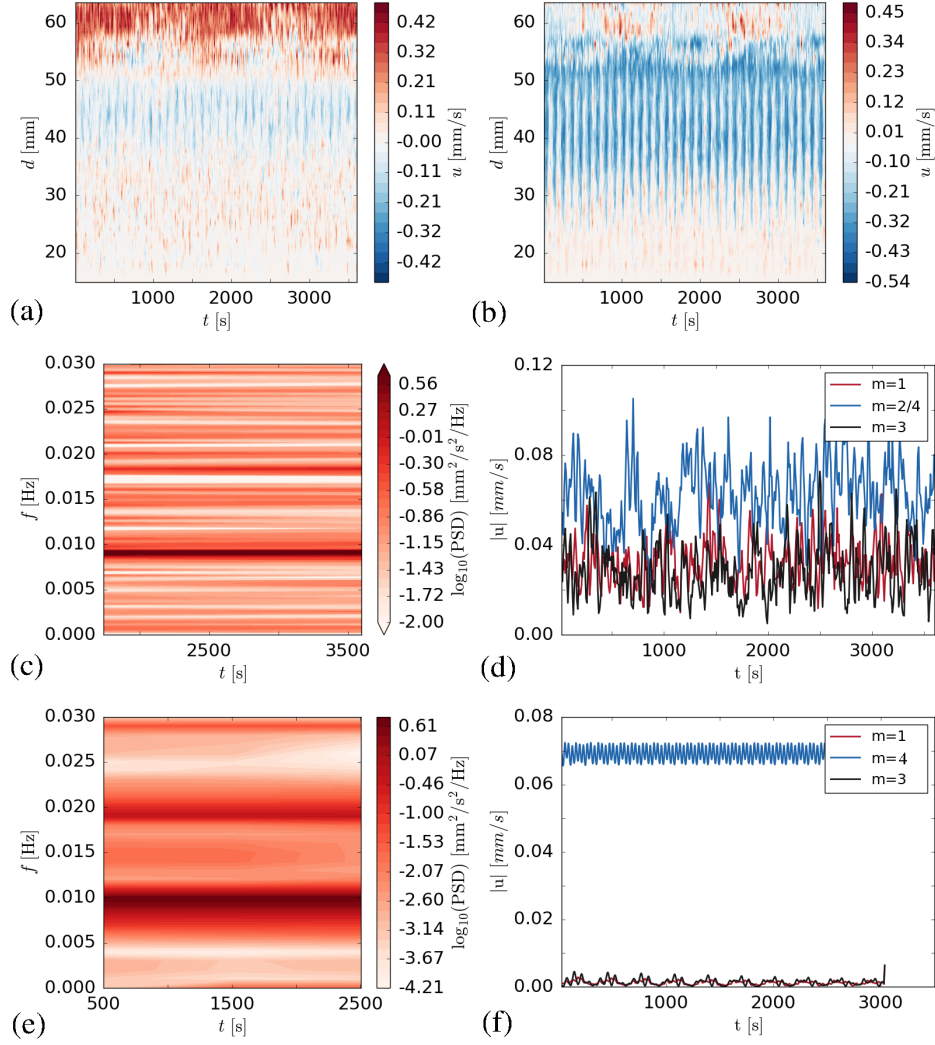 60
50
40
30
20
d [mm]
1000 2000 3000
t [s]
0.42
0.32
0.21
0.11
-0.00
-0.11
-0.21
-0.32
-0.42
u [mm/s]
(a)
60
50
40
30
20
d [mm]
1000 2000 3000
t [s]
0.45
0.34
0.23
0.12
0.01
-0.10
-0.21
-0.32
-0.43
-0.54
u [mm/s]
(b)
0.030
0.025
0.020
0.015
0.010
0.005
0.000
f [Hz]
2500 3500
t [s]
0.56
0.27
-0.01
-0.30
-0.58
-0.86
-1.15
-1.43
-1.72
-2.00
log₁₀(PSD) [mm²/s²/Hz]
(c)
0.12
0.08
0.04
0.00
|u| [mm/s]
1000 2000 3000
t [s]
m=1
m=2/4
m=3
(d)
0.030
0.025
0.020
0.015
0.010
0.005
0.000
f [Hz]
500 1500 2500
t [s]
0.61
0.07
-0.46
-1.00
-1.53
-2.07
-2.60
-3.14
-3.67
-4.21
log₁₀(PSD) [mm²/s²/Hz]
(e)
0.08
0.06
0.04
0.02
0.00
|u| [mm/s]
1000 2000 3000
t [s]
m=1
m=4
m=3
(f)